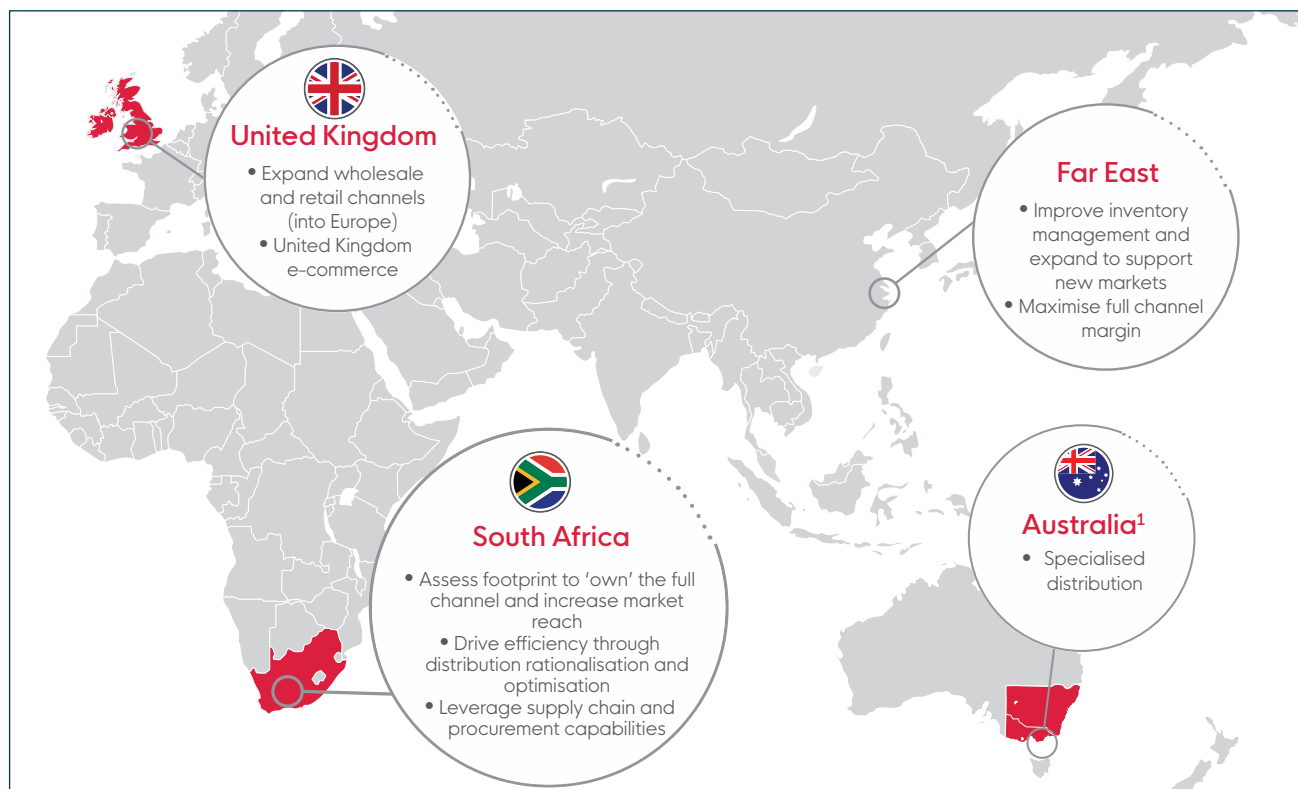 United Kingdom
• Expand wholesale
and retail channels
(into Europe)
• United Kingdom
e-commerce
Far East
• Improve inventory
management and
expand to support
new markets
• Maximise full channel
margin
South Africa
• Assess footprint to ‘own’ the full
channel and increase market
reach
• Drive efficiency through
distribution rationalisation and
optimisation
• Leverage supply chain and
procurement capabilities
Australia¹
• Specialised
distribution